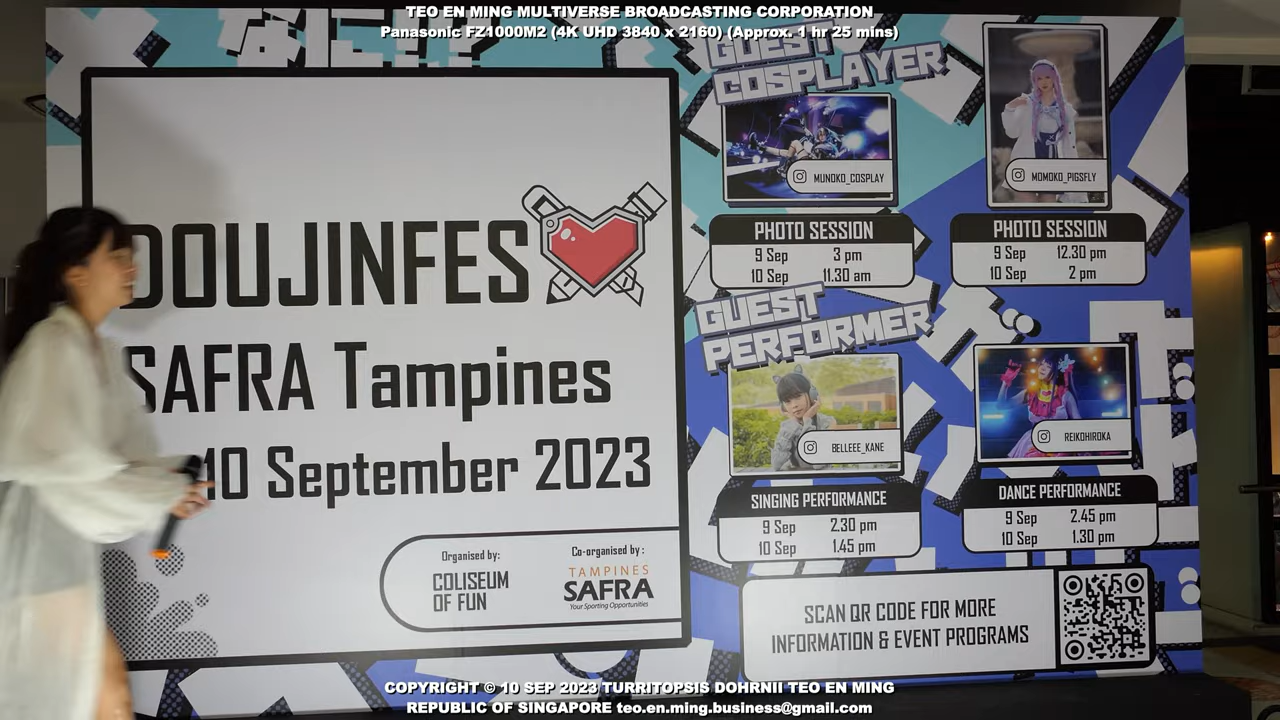 TEO EN MING MULTIVERSE BROADCASTING CORPORATION
Panasonic FZ1000M2 (4K UHD 3840 x 2160) (Approx. 1 hr 25 mins)
DOUJINFES
SAFRA Tampines
10 September 2023
Organised by:
COLISEUM
OF FUN
Co-organised by :
TAMPINES
SAFRA
Your Sporting Opportunities
GUEST
COSPLAYER
MUNOKO_COSPLAY
MOMOKO_PIGSFLY
PHOTO SESSION
9 Sep 3 pm
10 Sep 11.30 am
PHOTO SESSION
9 Sep 12.30 pm
10 Sep 2 pm
GUEST
PERFORMER
BELLEEE_KANE
REIKOHIROKA
SINGING PERFORMANCE
9 Sep 2.30 pm
10 Sep 1.45 pm
DANCE PERFORMANCE
9 Sep 2.45 pm
10 Sep 1.30 pm
SCAN QR CODE FOR MORE
INFORMATION & EVENT PROGRAMS
COPYRIGHT © 10 SEP 2023 TURRITOPSIS DOHRNII TEO EN MING
REPUBLIC OF SINGAPORE teo.en.ming.business@gmail.com